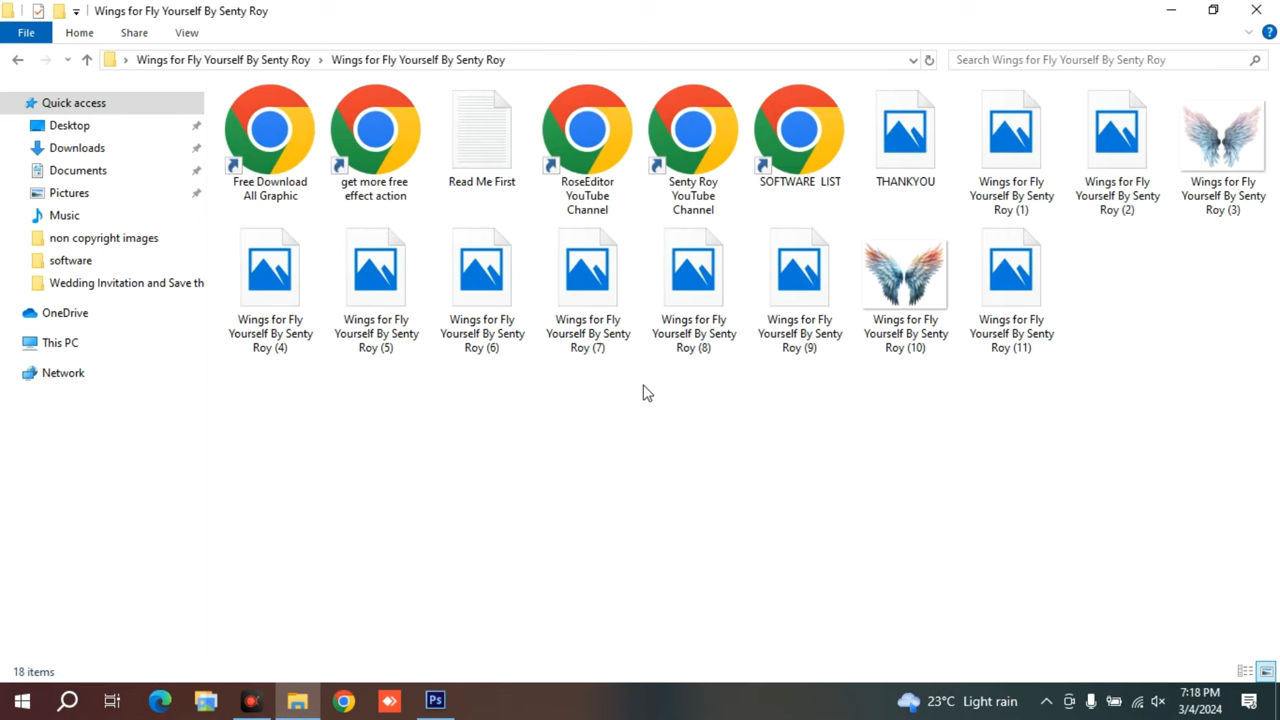 Wings for Fly Yourself By Senty Roy
File
Home
Share
View
Wings for Fly Yourself By Senty Roy
Wings for Fly Yourself By Senty Roy
Search Wings for Fly Yourself By Senty Roy
Quick access
Desktop
Downloads
Documents
Pictures
Music
non copyright images
software
Wedding Invitation and Save th
OneDrive
This PC
Network
Free Download
All Graphic
get more free
effect action
Read Me First
RoseEditor
YouTube
Channel
Senty Roy
YouTube
Channel
SOFTWARE LIST
THANKYOU
Wings for Fly
Yourself By Senty
Roy (1)
Wings for Fly
Yourself By Senty
Roy (2)
Wings for Fly
Yourself By Senty
Roy (3)
Wings for Fly
Yourself By Senty
Roy (4)
Wings for Fly
Yourself By Senty
Roy (5)
Wings for Fly
Yourself By Senty
Roy (6)
Wings for Fly
Yourself By Senty
Roy (7)
Wings for Fly
Yourself By Senty
Roy (8)
Wings for Fly
Yourself By Senty
Roy (9)
Wings for Fly
Yourself By Senty
Roy (10)
Wings for Fly
Yourself By Senty
Roy (11)
18 items
Ps
23°C Light rain
7:18 PM
3/4/2024